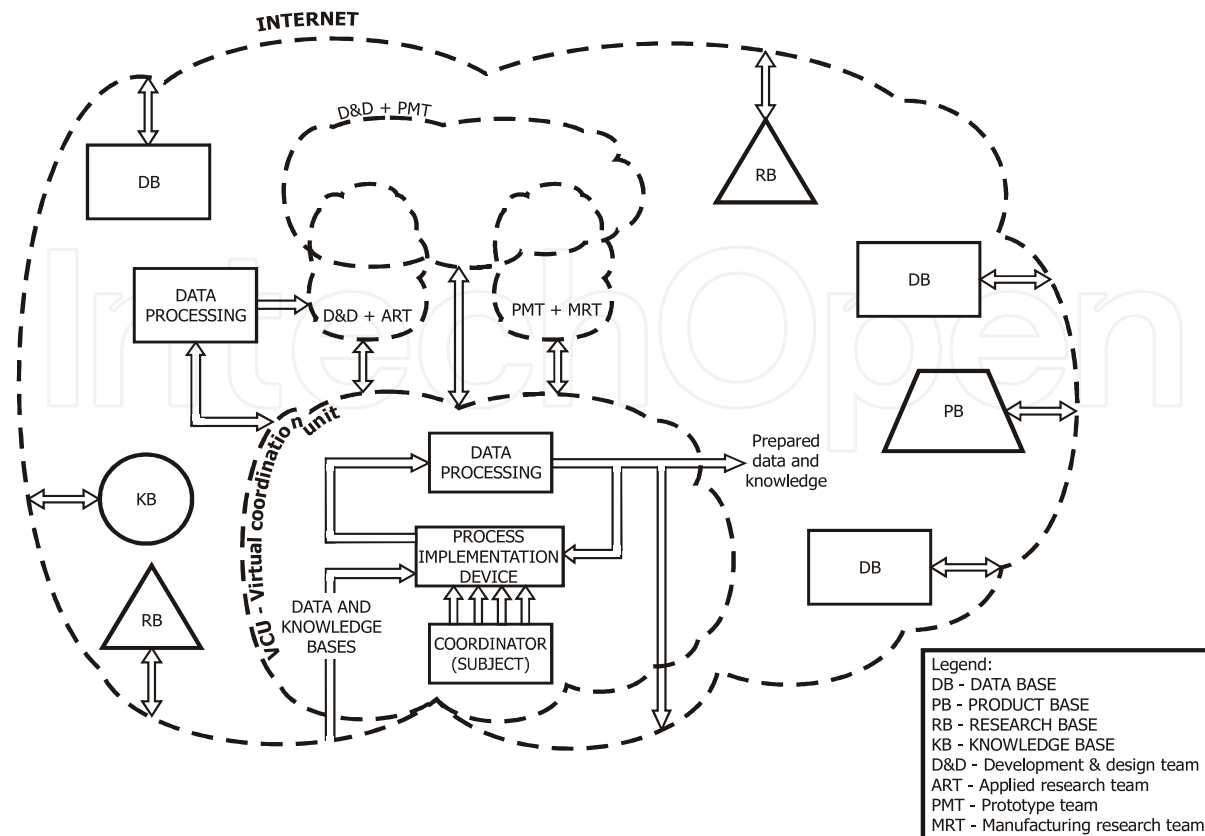 INTERNET
D&D + PMT
DB
RB
IntechOpen
DATA
PROCESSING
D&D + ART
PMT + MRT
DB
PB
VCU - Virtual coordination unit
DATA
PROCESSING
Prepared
data and
knowledge
KB
PROCESS
IMPLEMENTATION
DEVICE
DB
RB
DATA AND
KNOWLEDGE
BASES
COORDINATOR
(SUBJECT)
Legend:
DB - DATA BASE
PB - PRODUCT BASE
RB - RESEARCH BASE
KB - KNOWLEDGE BASE
D&D - Development & design team
ART - Applied research team
PMT - Prototype team
MRT - Manufacturing research team